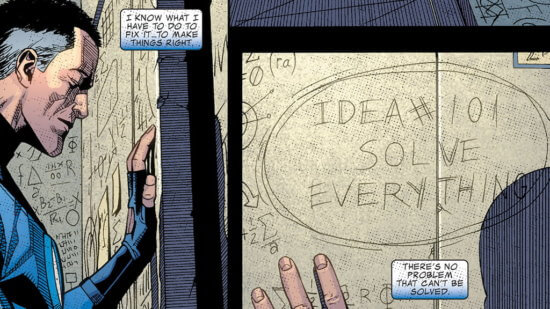 I KNOW WHAT I
HAVE TO DO TO
FIX IT...TO MAKE
THINGS RIGHT.
(ra)
IDEA# 101
SOLVE
EVERYTHING
THERE'S NO
PROBLEM
THAT CAN'T BE
SOLVED.